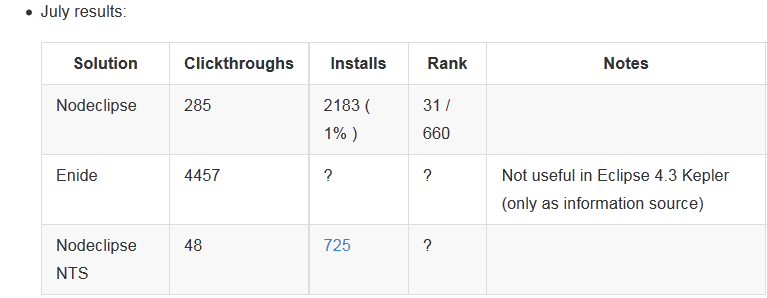 July results:
Solution Clickthroughs Installs Rank Notes
Nodeclipse 285 2183 ( 31 /
1% ) 660
Enide 4457 ? ? Not useful in Eclipse 4.3 Kepler
(only as information source)
Nodeclipse 48 725 ?
NTS